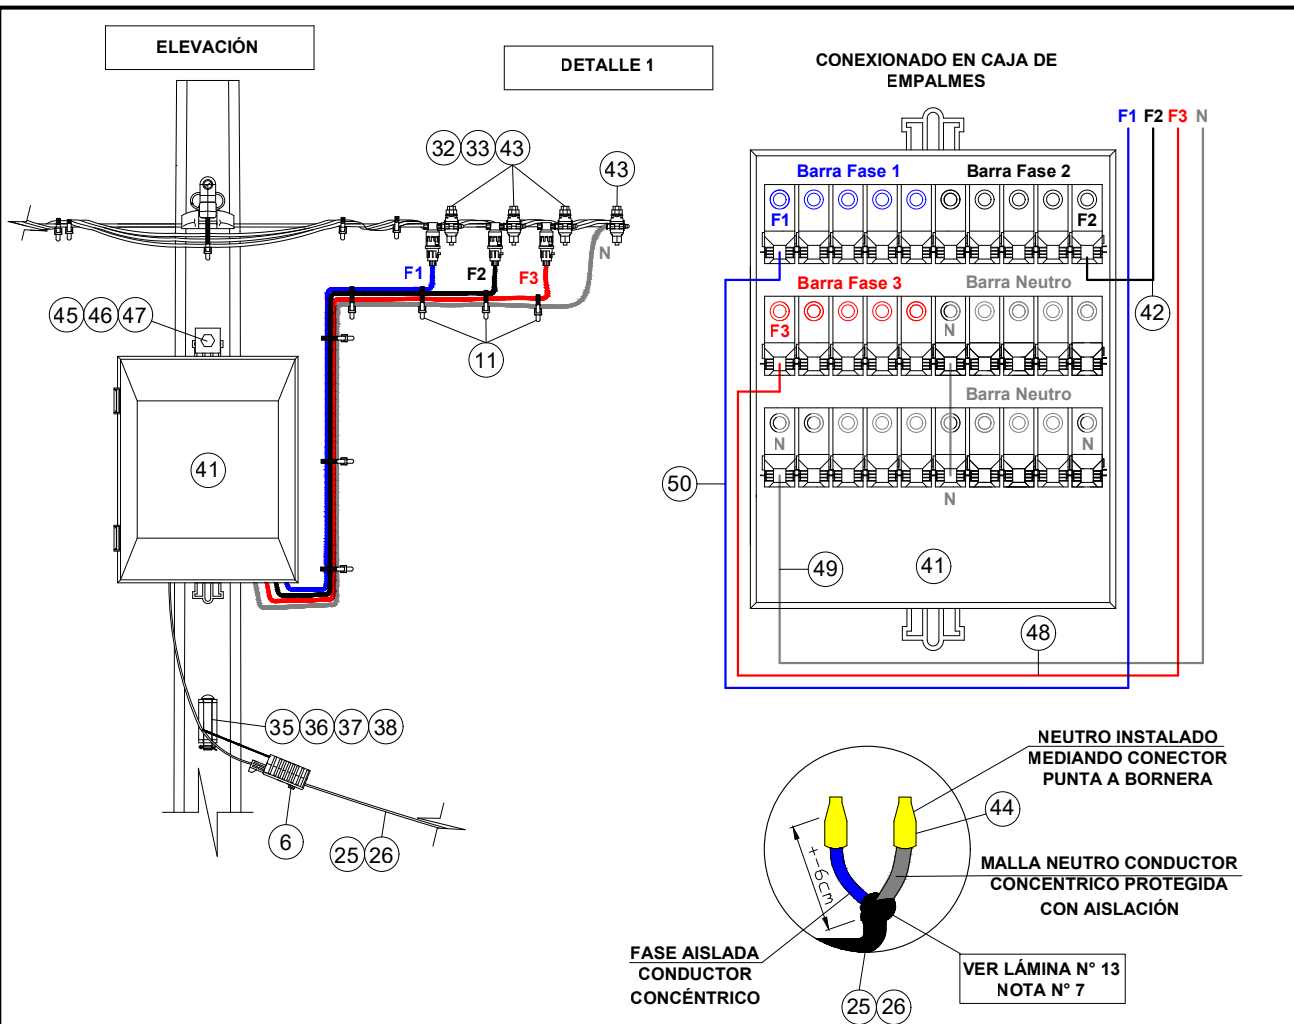 ELEVACIÓN
DETALLE 1
CONEXIONADO EN CAJA DE
EMPALMES
F1 F2 F3 N
32 33 43
43
N
F1 F2 F3
45 46 47
11
41
35 36 37 38
6
25 26
Barra Fase 1
Barra Fase 2
F1
F2
Barra Fase 3
Barra Neutro
F3
N
42
Barra Neutro
N
N
N
50
49
41
48
NEUTRO INSTALADO
MEDIANDO CONECTOR
PUNTA A BORNERA
44
+-6cm
MALLA NEUTRO CONDUCTOR
CONCENTRICO PROTEGIDA
CON AISLACIÓN
FASE AISLADA
CONDUCTOR
CONCÉNTRICO
VER LÁMINA N° 13
NOTA N° 7
25 26